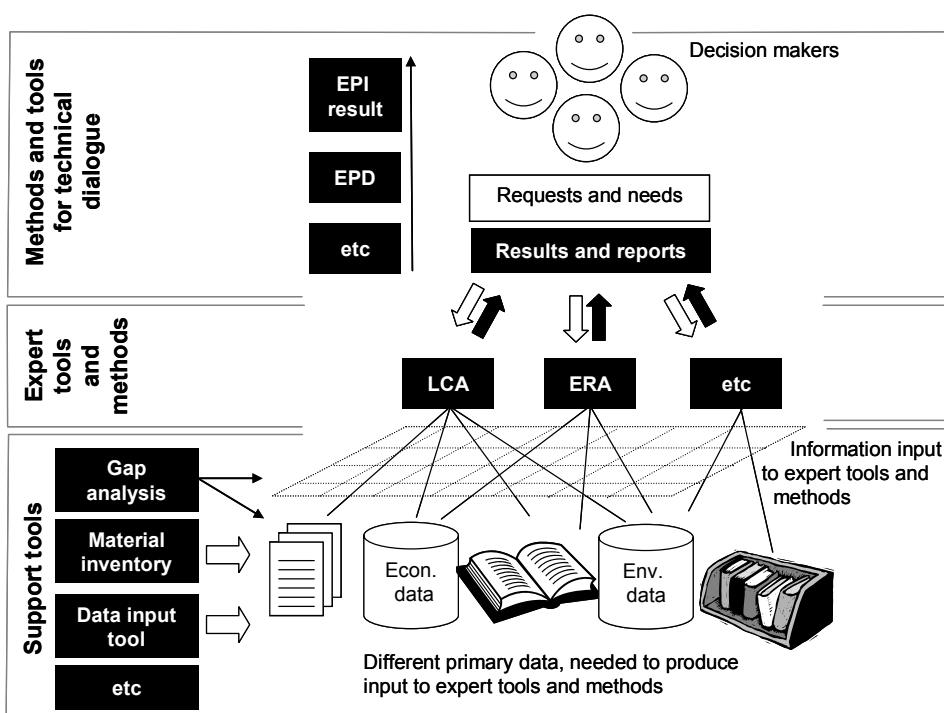 Methods and tools
for technical
dialogue
EPI
result
EPD
etc
Decision makers
Requests and needs
Results and reports
Expert
tools
and
methods
LCA
ERA
etc
Information input
to expert tools and
methods
Support tools
Gap
analysis
Material
inventory
Data input
tool
etc
Econ.
data
Env.
data
Different primary data, needed to produce
input to expert tools and methods